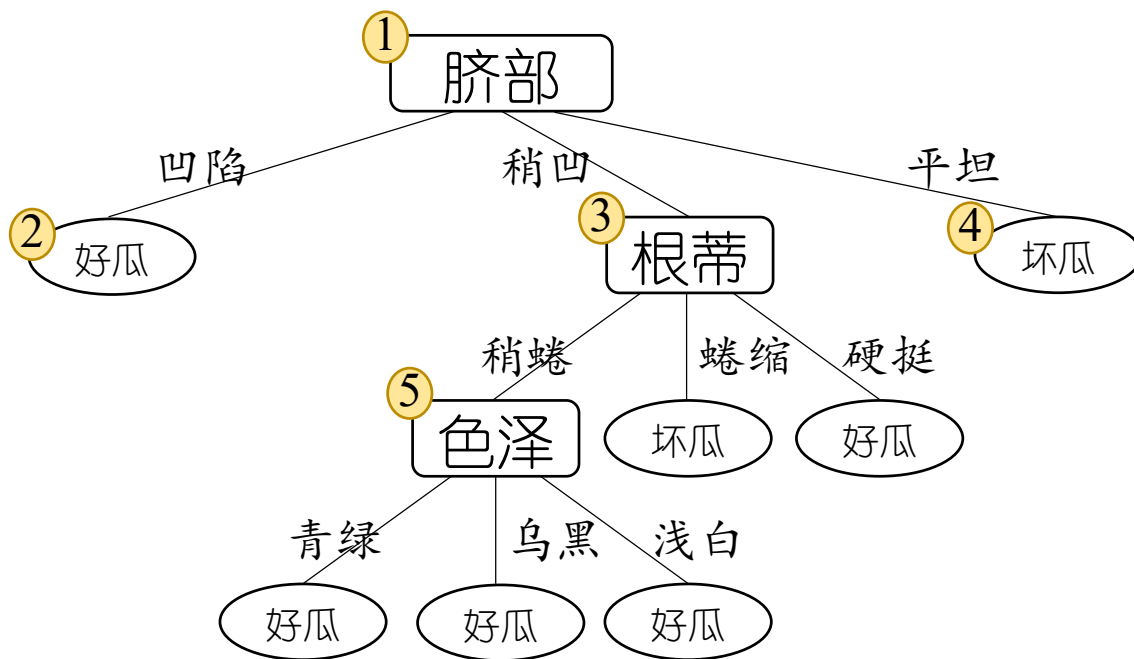 1
脐部
凹陷
稍凹
平坦
2
好瓜
3
根蒂
4
坏瓜
稍蜷
蜷缩
硬挺
5
色泽
坏瓜
好瓜
青绿
乌黑
浅白
好瓜
好瓜
好瓜